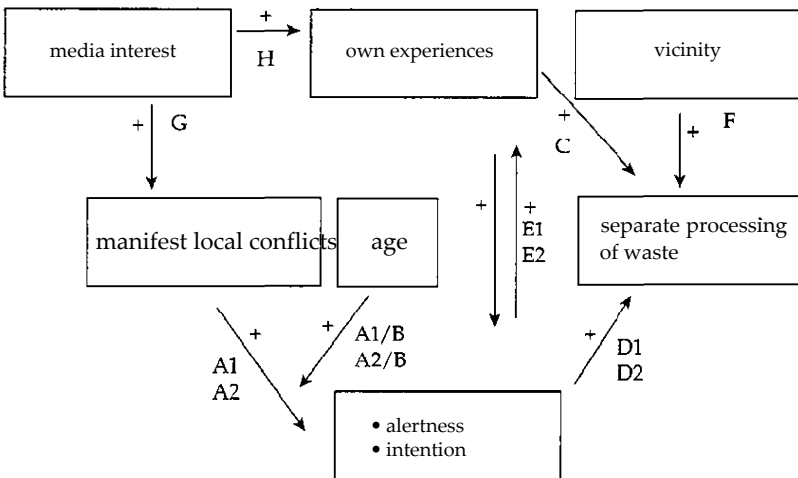 +
media interest
H
own experiences
vicinity
+
G
+
C
+
F
manifest local conflicts
age
+
+
E1
E2
separate processing
of waste
+
A1
A2
+
A1/B
A2/B
+
D1
D2
• alertness
• intention